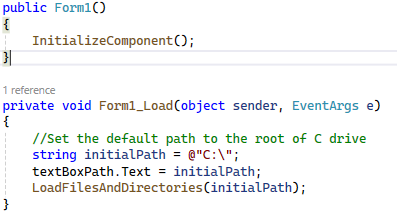 public Form1()
{
    InitializeComponent();
}
1 reference
private void Form1_Load(object sender, EventArgs e)
{
    //Set the default path to the root of C drive
    string initialPath = @"C:\";
    textBoxPath.Text = initialPath;
    LoadFilesAndDirectories(initialPath);
}